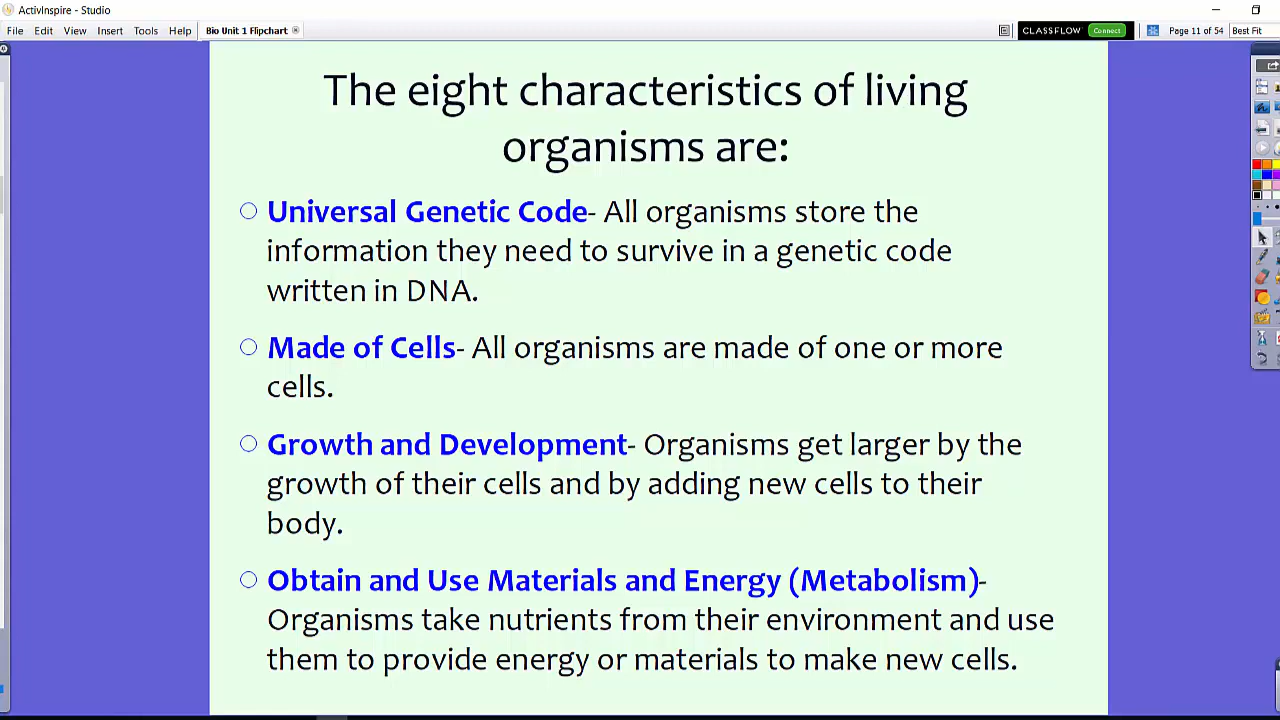 ActivInspire - Studio
File Edit View Insert Tools Help Bio Unit 1 Flipchart CLASSFLOW Connect Page 11 of 54 Best Fit
The eight characteristics of living
organisms are:
Universal Genetic Code- All organisms store the
information they need to survive in a genetic code
written in DNA.
Made of Cells- All organisms are made of one or more
cells.
Growth and Development- Organisms get larger by the
growth of their cells and by adding new cells to their
body.
Obtain and Use Materials and Energy (Metabolism)-
Organisms take nutrients from their environment and use
them to provide energy or materials to make new cells.